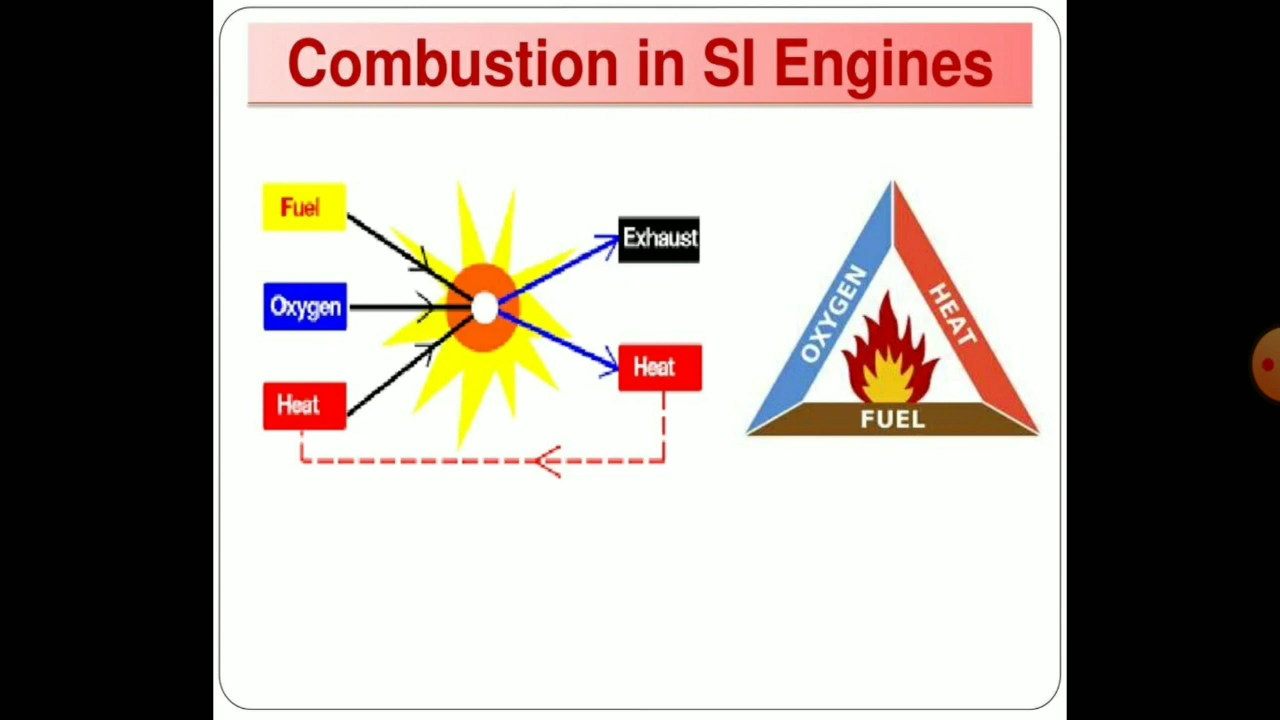 Combustion in SI Engines
Fuel
Oxygen
Heat
Exhaust
Heat
OXYGEN
HEAT
FUEL